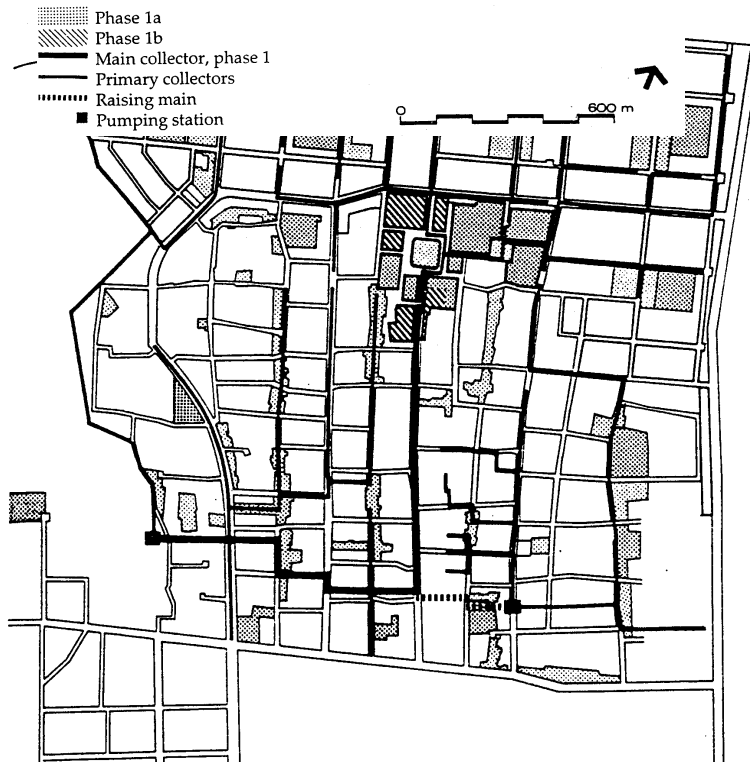 Phase 1a
Phase 1b
Main collector, phase 1
Primary collectors
Raising main
Pumping station
0 600 m